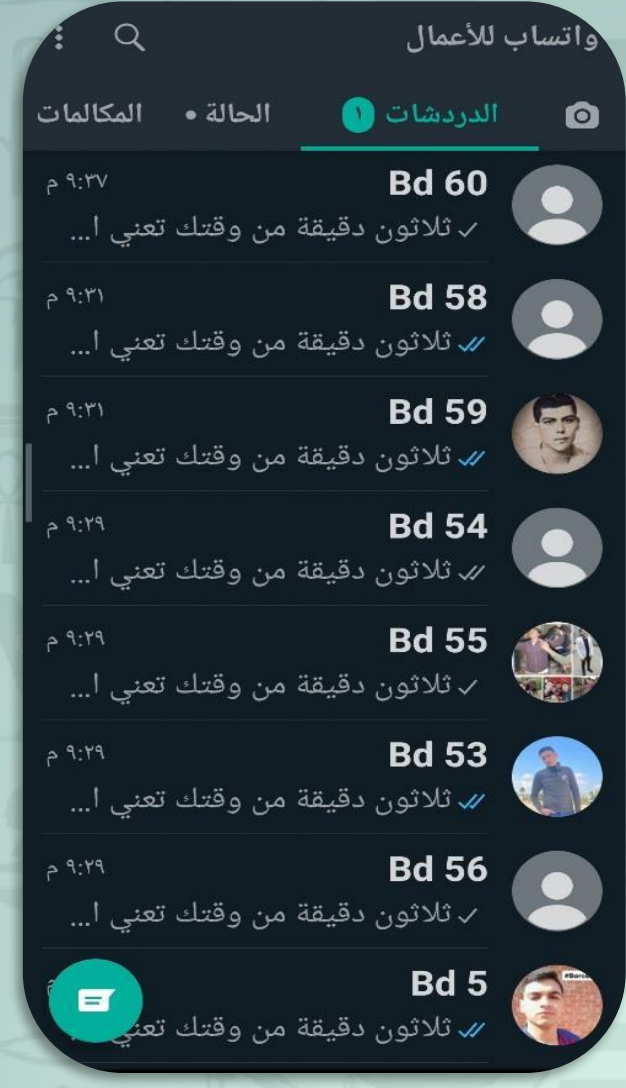 واتساب للأعمال
الدردشات ١ الحالة • المكالمات
Bd 60 ٩:٣٧ م
ثلاثون دقيقة من وقتك تعني ا...
Bd 58 ٩:٣١ م
ثلاثون دقيقة من وقتك تعني ا...
Bd 59 ٩:٣١ م
ثلاثون دقيقة من وقتك تعني ا...
Bd 54 ٩:٢٩ م
ثلاثون دقيقة من وقتك تعني ا...
Bd 55 ٩:٢٩ م
ثلاثون دقيقة من وقتك تعني ا...
Bd 53 ٩:٢٩ م
ثلاثون دقيقة من وقتك تعني ا...
Bd 56 ٩:٢٩ م
ثلاثون دقيقة من وقتك تعني ا...
Bd 5
ثلاثون دقيقة من وقتك تعني